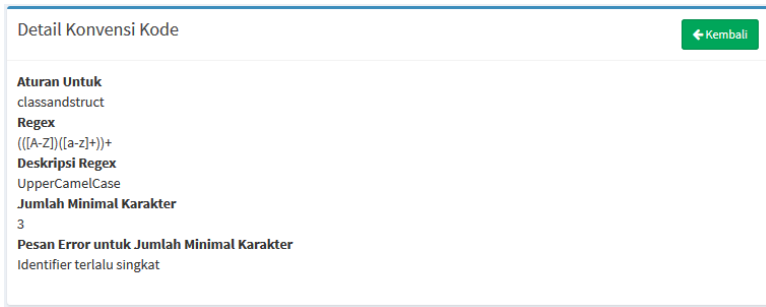 Detail Konvensi Kode
Kembali
Aturan Untuk
classandstruct
Regex
(([A-Z])([a-z]+))+
Deskripsi Regex
UpperCamelCase
Jumlah Minimal Karakter
3
Pesan Error untuk Jumlah Minimal Karakter
Identifier terlalu singkat